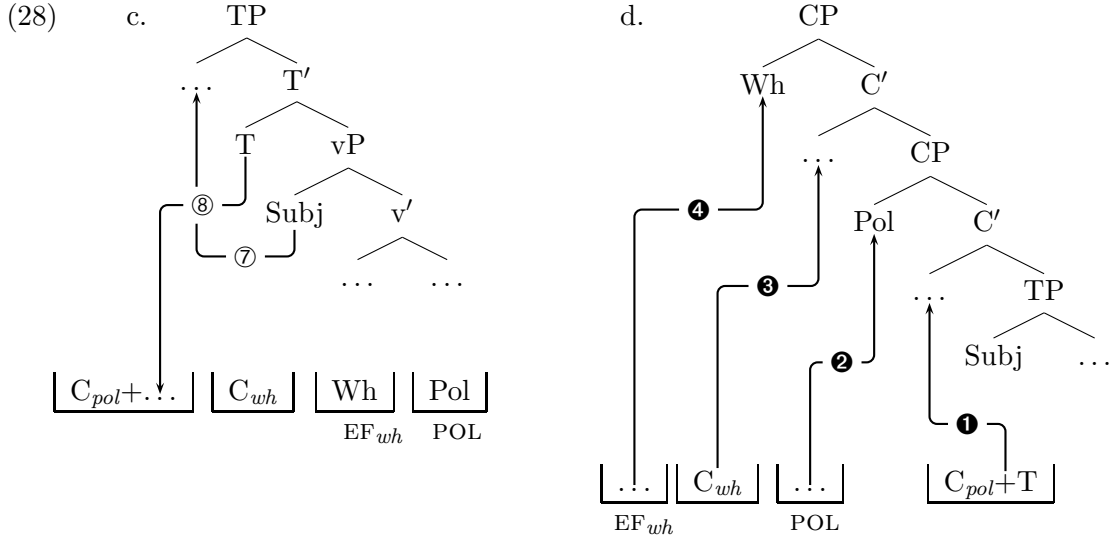 (28) c. TP d. CP
… T′ Wh C′
T vP … CP
⑧ Subj v′ ❹ Pol C′
⑦ … … ❸ … TP
❷ Subj …
C_pol+… C_wh Wh Pol ❶
EF_wh POL
… C_wh … C_pol+T
EF_wh POL